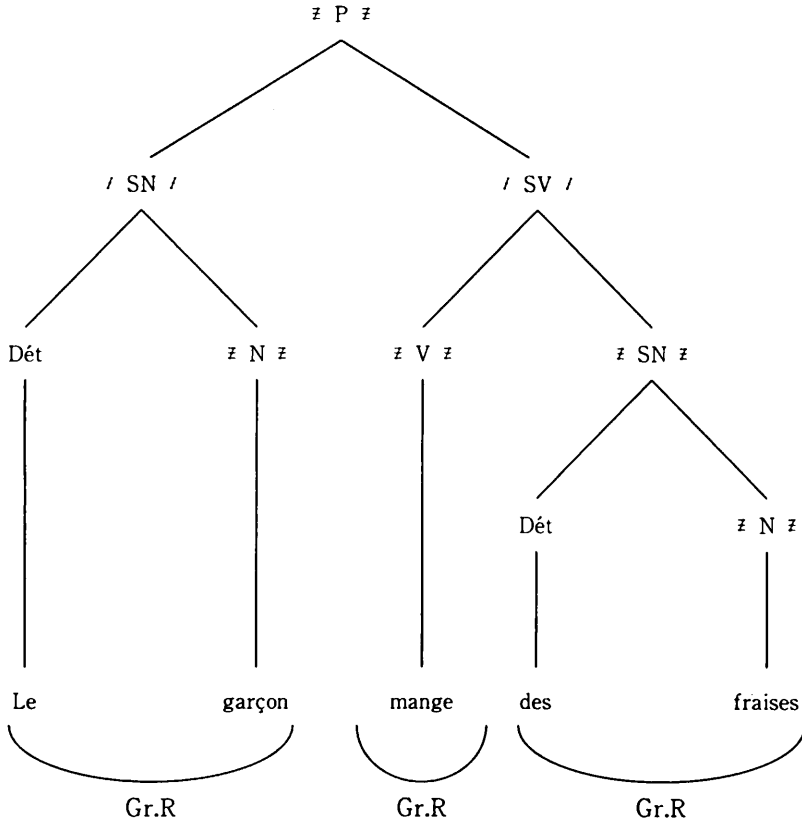 ≢ P ≢
/ SN / / SV /
Dét ≢ N ≢ ≢ V ≢ ≢ SN ≢
Dét ≢ N ≢
Le garçon mange des fraises
Gr.R Gr.R Gr.R